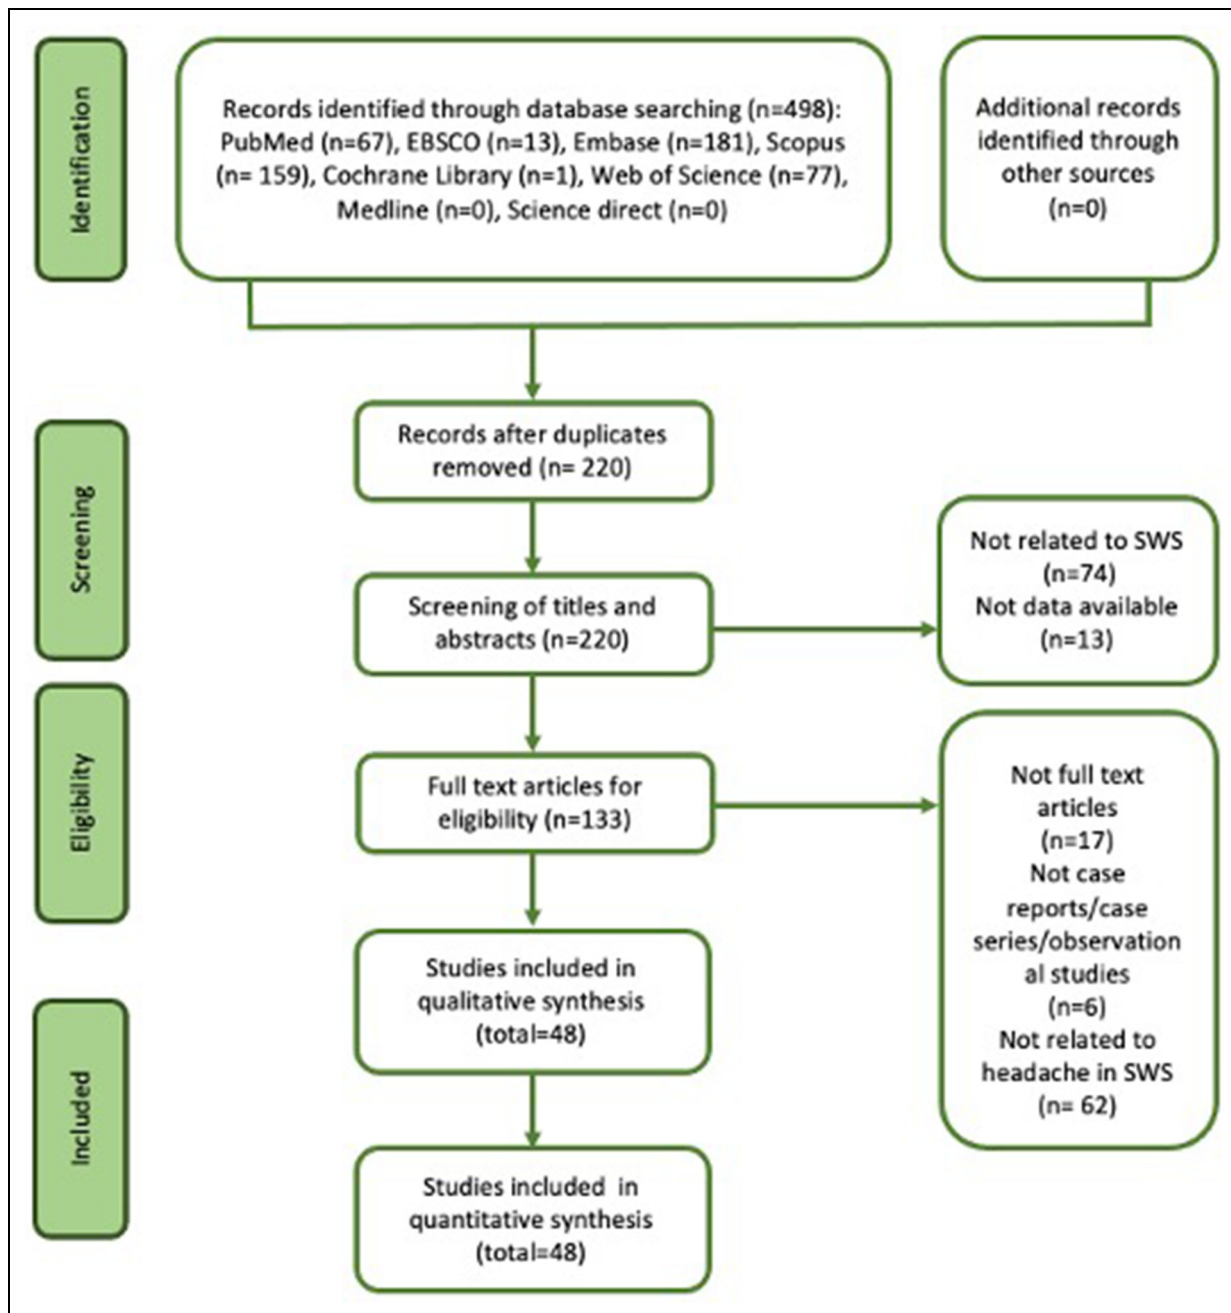 Identification
Records identified through database searching (n=498):
PubMed (n=67), EBSCO (n=13), Embase (n=181), Scopus
(n= 159), Cochrane Library (n=1), Web of Science (n=77),
Medline (n=0), Science direct (n=0)
Additional records
identified through
other sources
(n=0)
Screening
Records after duplicates
removed (n= 220)
Screening of titles and
abstracts (n=220)
Not related to SWS
(n=74)
Not data available
(n=13)
Eligibility
Full text articles for
eligibility (n=133)
Not full text
articles
(n=17)
Not case
reports/case
series/observation
al studies
(n=6)
Not related to
headache in SWS
(n= 62)
Included
Studies included in
qualitative synthesis
(total=48)
Studies included in
quantitative synthesis
(total=48)